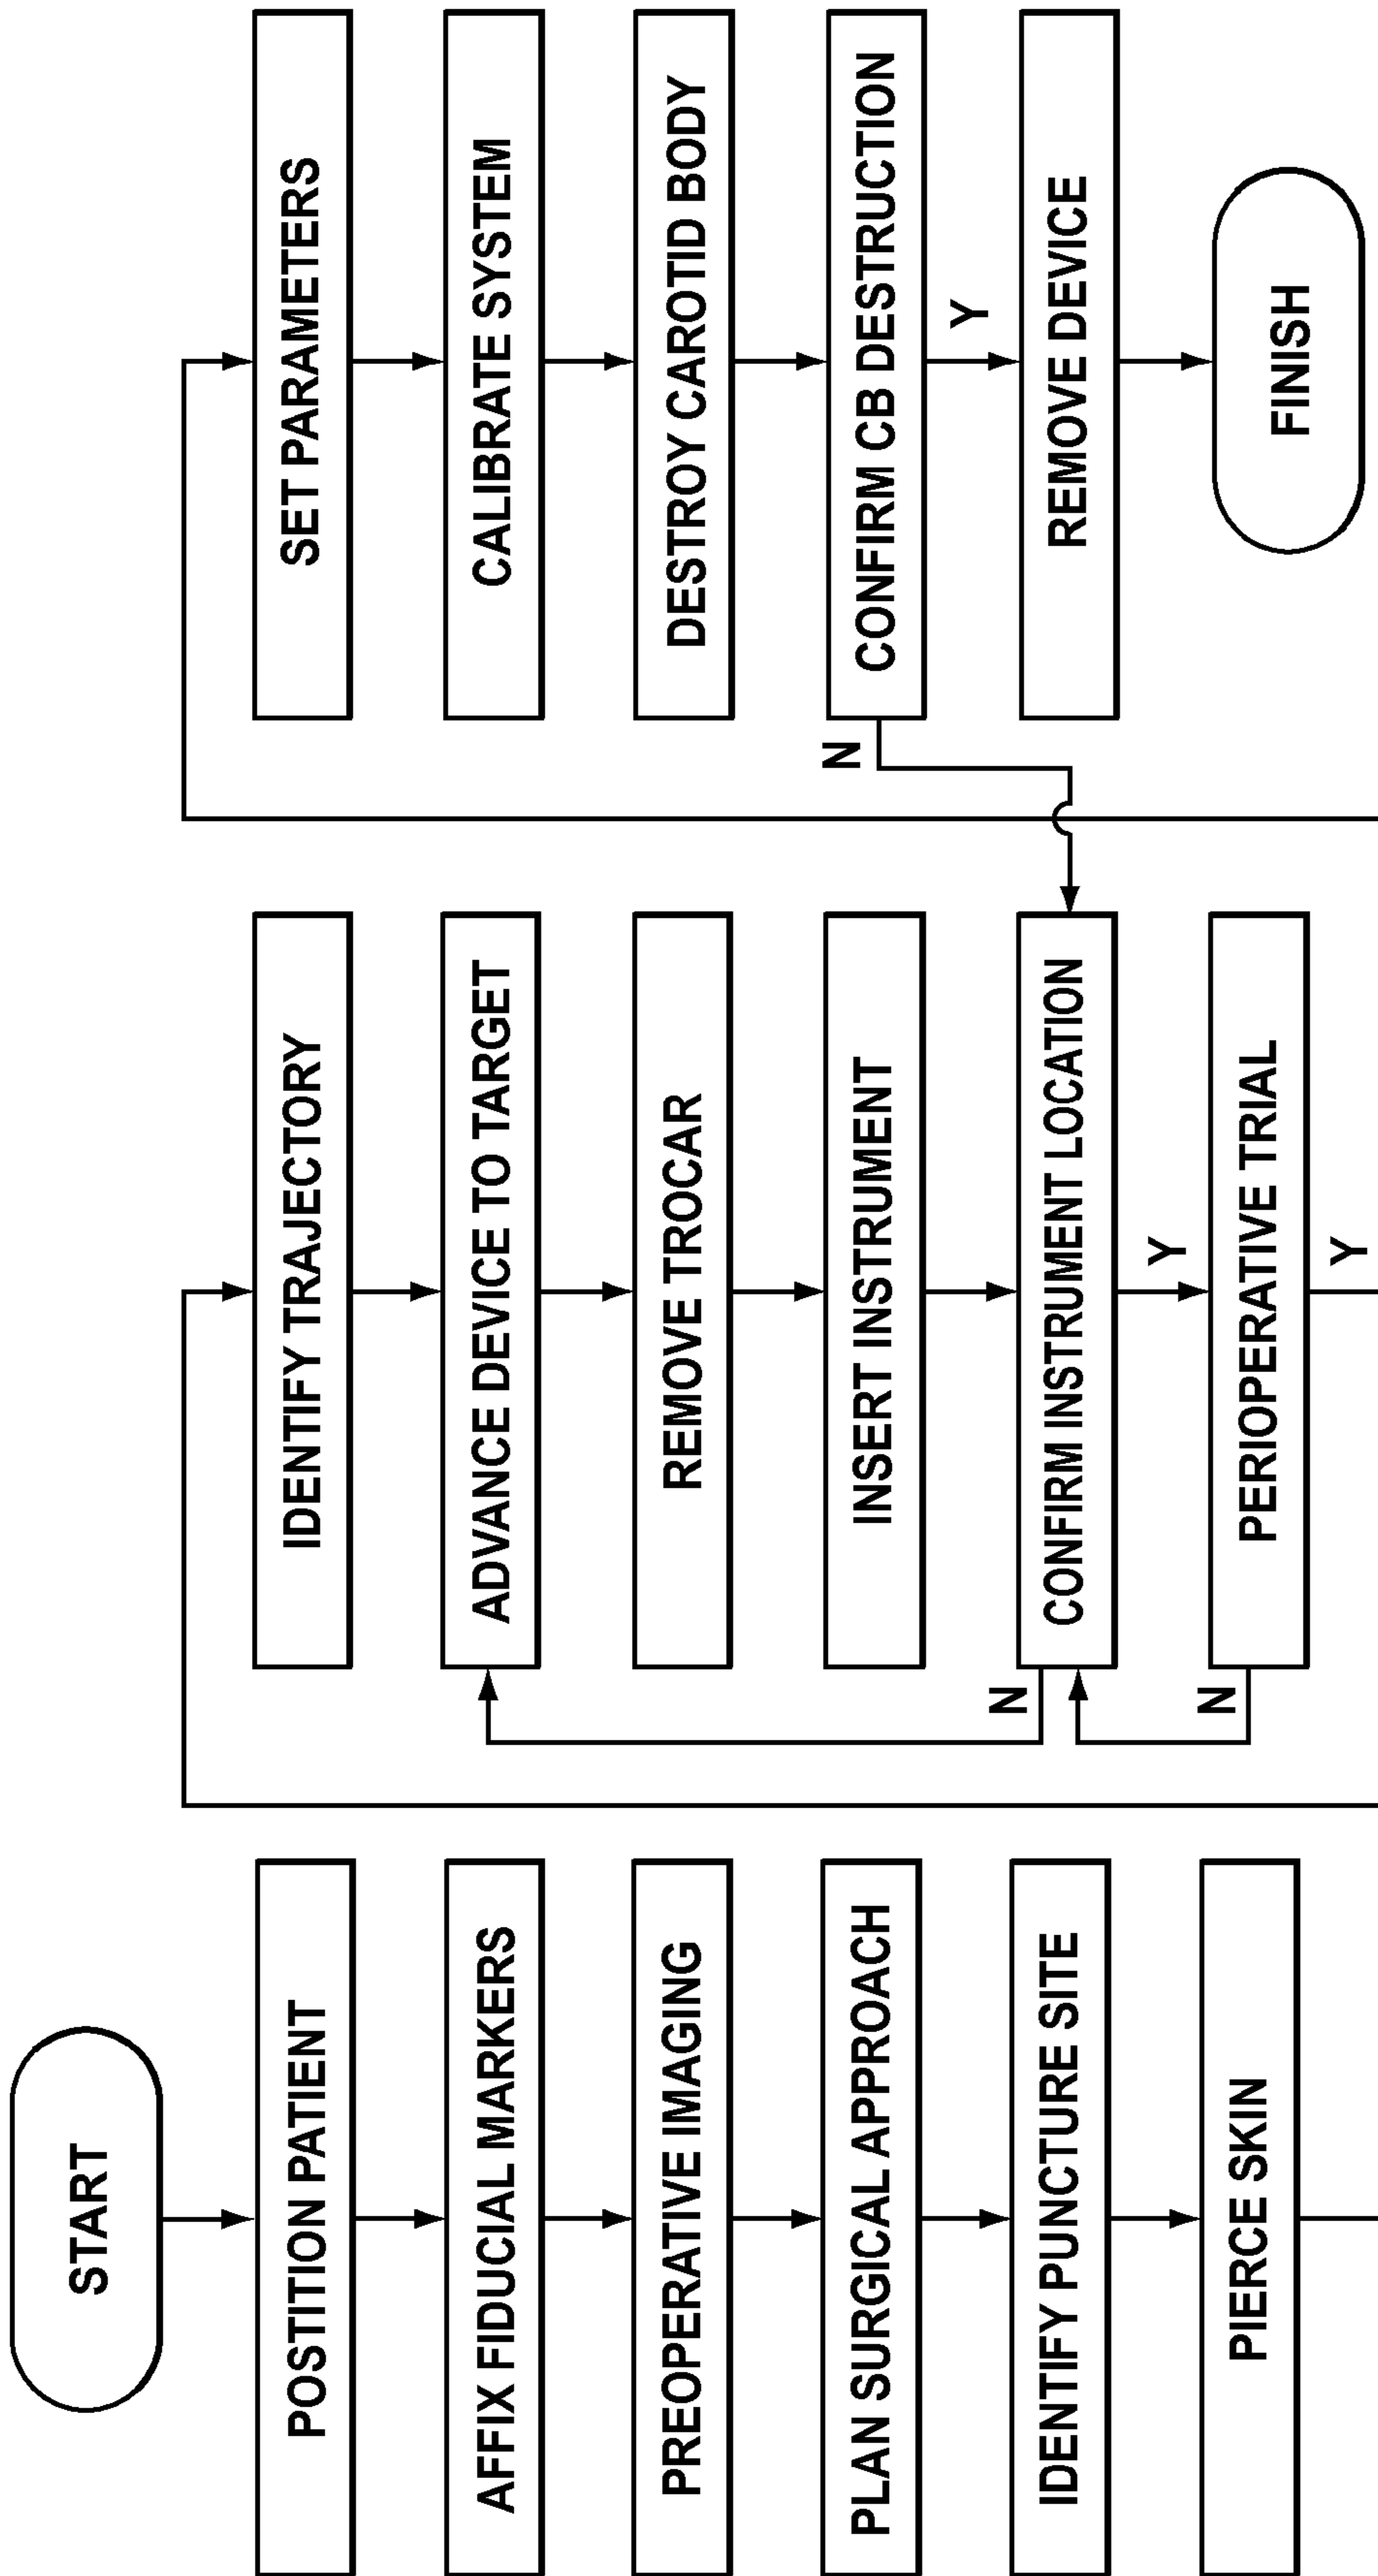 START
POSTITION PATIENT
AFFIX FIDUCIAL MARKERS
PREOPERATIVE IMAGING
PLAN SURGICAL APPROACH
IDENTIFY PUNCTURE SITE
PIERCE SKIN
IDENTIFY TRAJECTORY
ADVANCE DEVICE TO TARGET
REMOVE TROCAR
INSERT INSTRUMENT
CONFIRM INSTRUMENT LOCATION
N
Y
PERIOPERATIVE TRIAL
N
Y
SET PARAMETERS
CALIBRATE SYSTEM
DESTROY CAROTID BODY
CONFIRM CB DESTRUCTION
N
Y
REMOVE DEVICE
FINISH